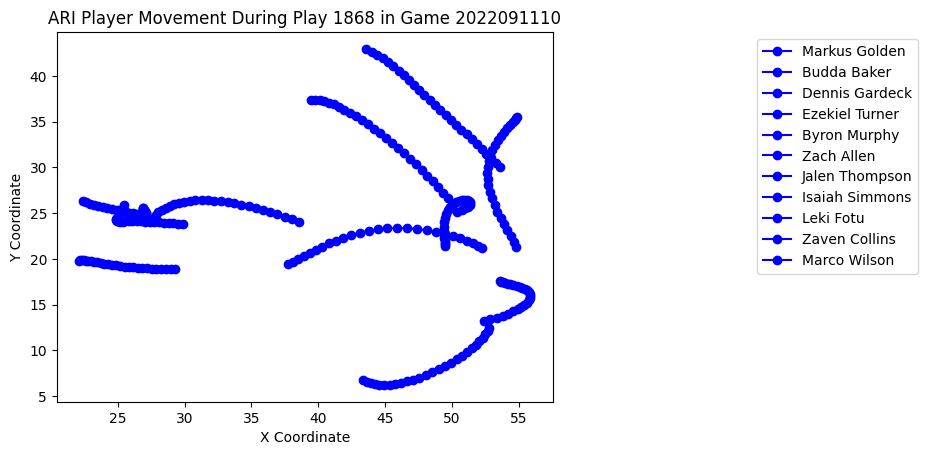 ARI Player Movement During Play 1868 in Game 2022091110
Markus Golden
Budda Baker
Dennis Gardeck
Ezekiel Turner
Byron Murphy
Zach Allen
Jalen Thompson
Isaiah Simmons
Leki Fotu
Zaven Collins
Marco Wilson
Y Coordinate
40
35
30
25
20
15
10
5
25 30 35 40 45 50 55
X Coordinate